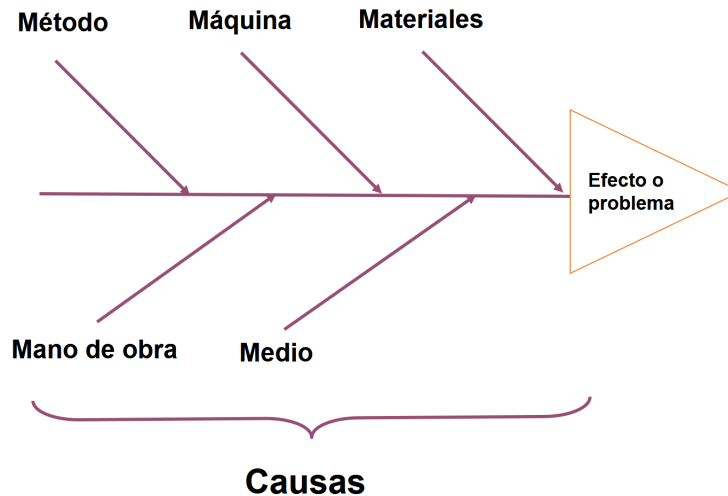 Método
Máquina
Materiales
Efecto o
problema
Mano de obra
Medio
Causas